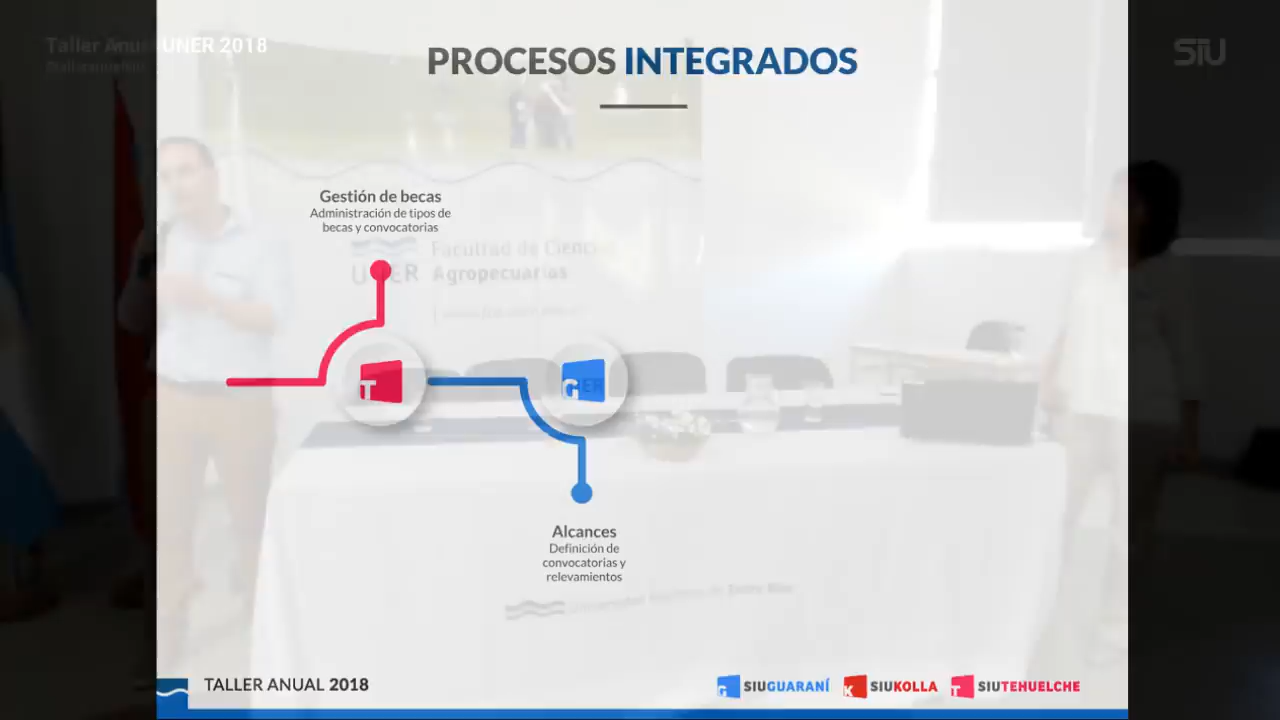 Taller Anual UNER 2018
SIU
PROCESOS INTEGRADOS
Gestión de becas
Administración de tipos de
becas y convocatorias
Facultad de Ciencias
UNER Agropecuarias
T
G
Alcances
Definición de
convocatorias y
relevamientos
TALLER ANUAL 2018
G SIUGUARANÍ K SIUKOLLA T SIUTEHUELCHE